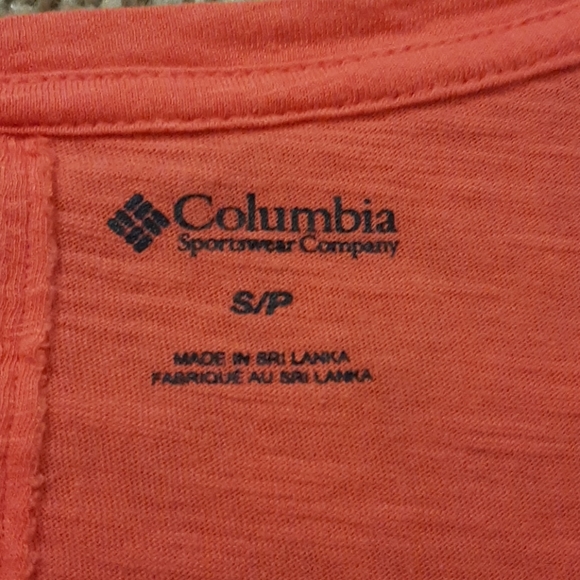 Columbia
Sportswear Company
S/P
MADE IN SRI LANKA
FABRIQUÉ AU SRI LANKA